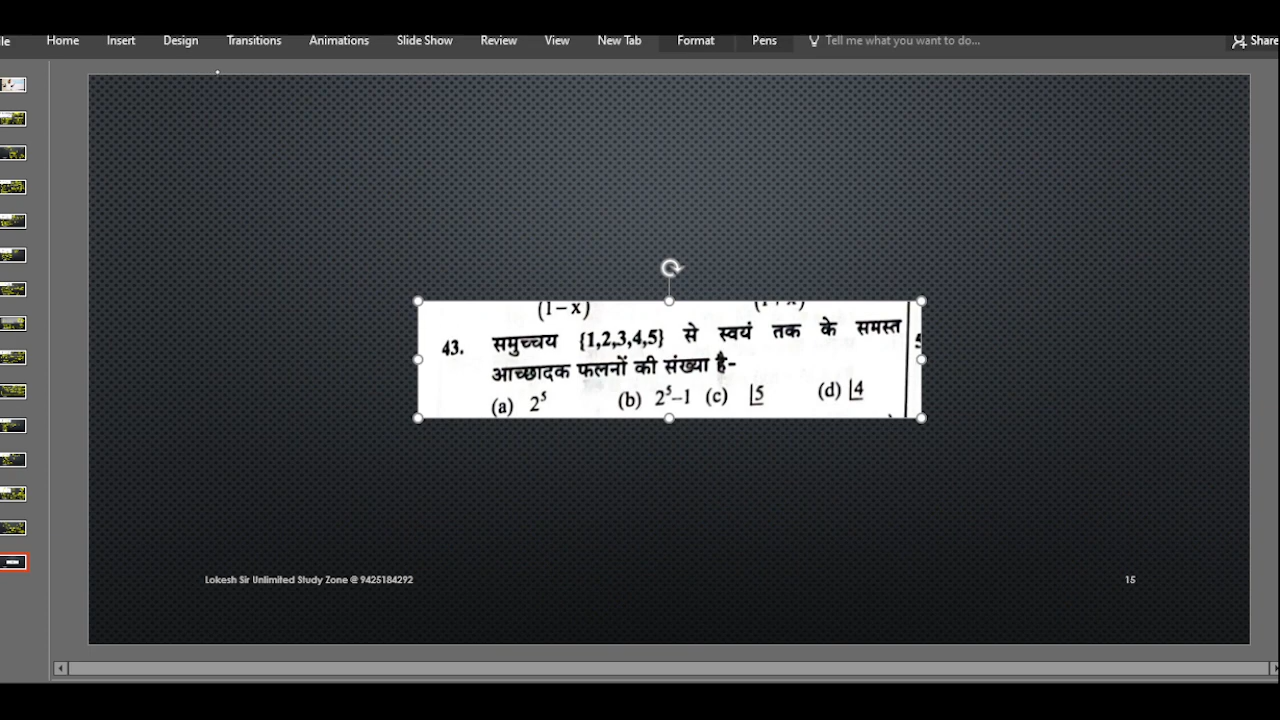 Home Insert Design Transitions Animations Slide Show Review View New Tab Format Pens Tell me what you want to do... Share
(1-x)
43. समुच्चय {1,2,3,4,5} से स्वयं तक के समस्त
आच्छादक फलनों की संख्या है-
(a) 2⁵ (b) 2⁵–1 (c) ⌊5 (d) ⌊4
Lokesh Sir Unlimited Study Zone @ 9425184292 15